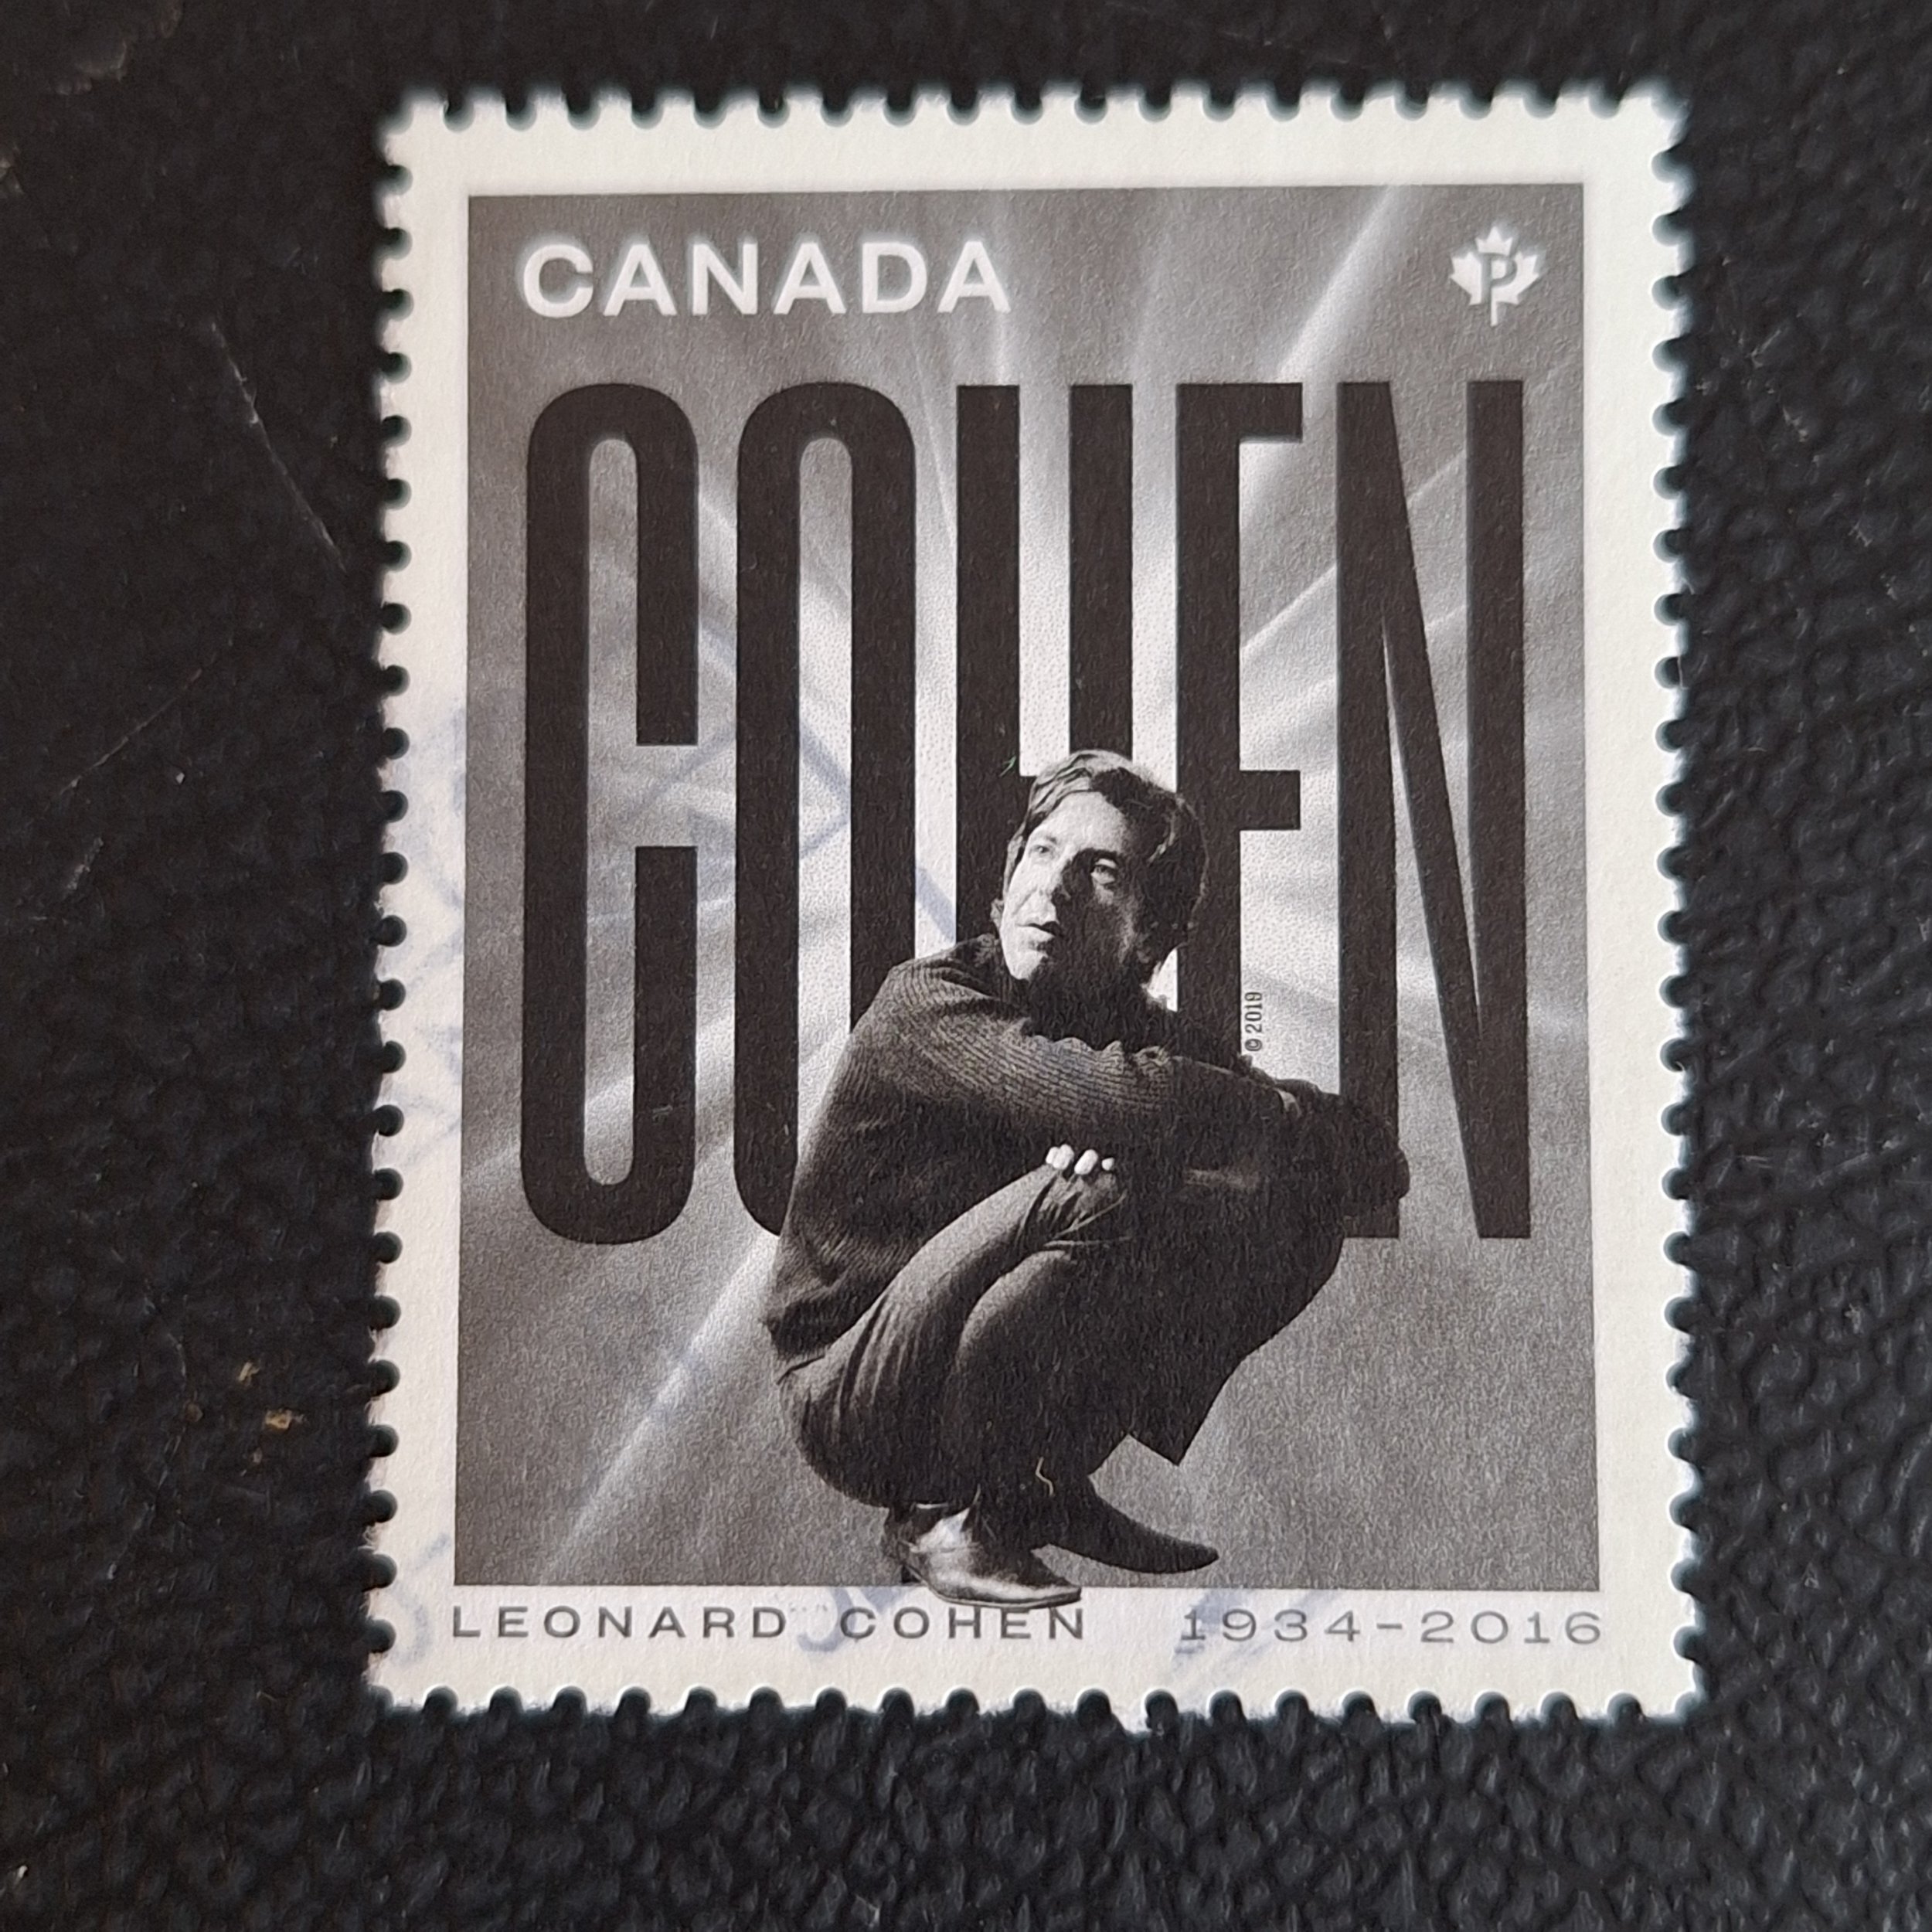 CANADA
P
COHEN
© 2019
LEONARD COHEN 1934-2016